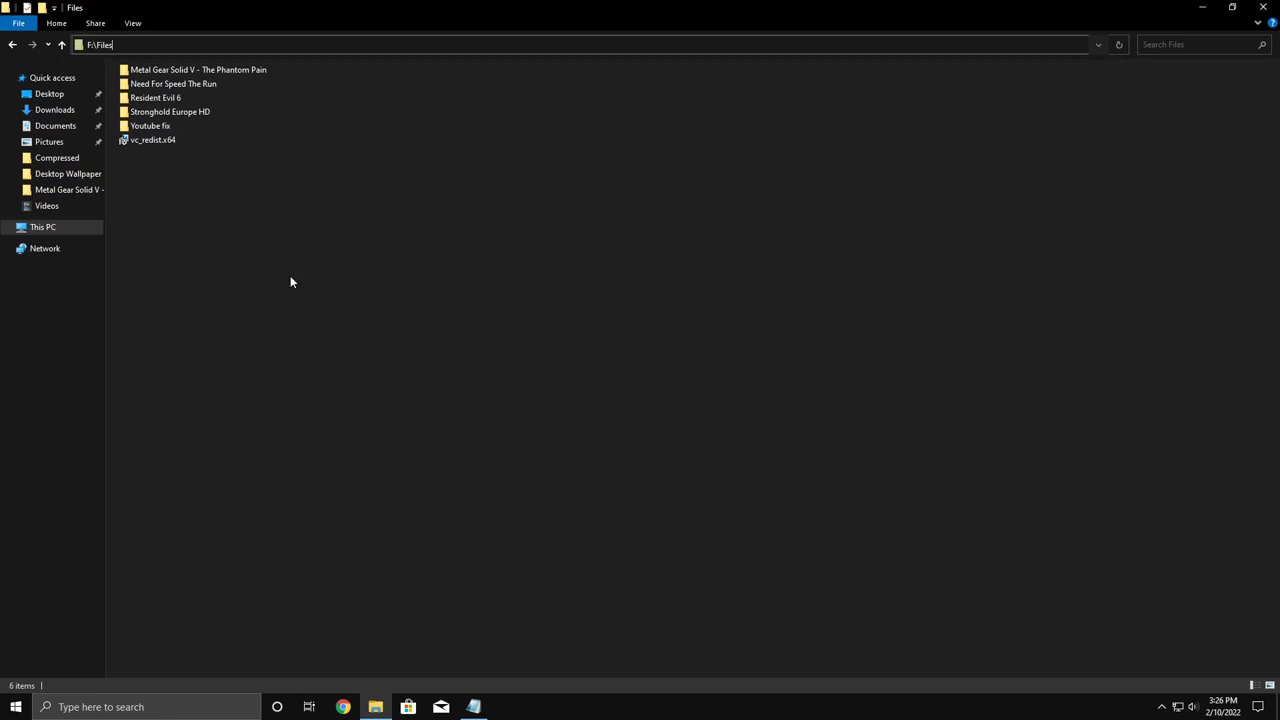 Files
File Home Share View
F:\Files
Search Files
Quick access
Desktop
Downloads
Documents
Pictures
Compressed
Desktop Wallpaper
Metal Gear Solid V -
Videos
This PC
Network
Metal Gear Solid V - The Phantom Pain
Need For Speed The Run
Resident Evil 6
Stronghold Europe HD
Youtube fix
vc_redist.x64
6 items
Type here to search
3:26 PM
2/10/2022